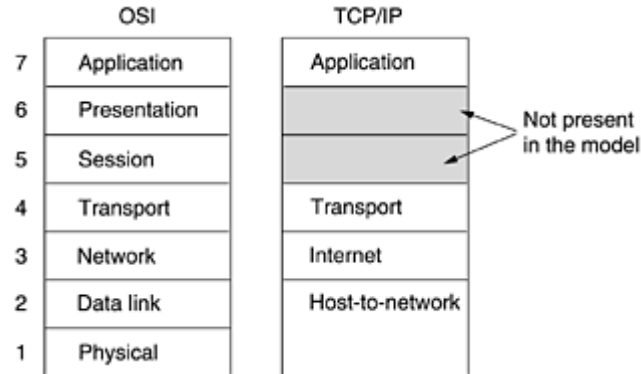 OSI TCP/IP
7 Application Application
6 Presentation
5 Session
Not present
in the model
4 Transport Transport
3 Network Internet
2 Data link Host-to-network
1 Physical